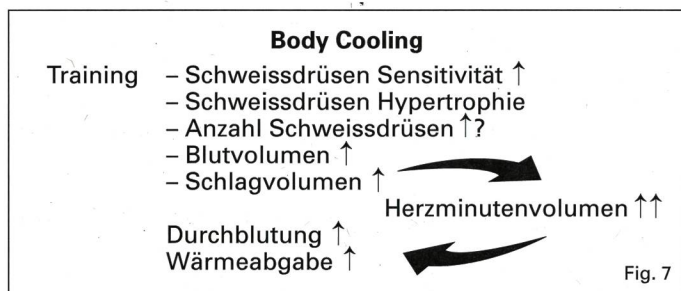 Body Cooling
Training – Schweissdrüsen Sensitivität ↑
– Schweissdrüsen Hypertrophie
– Anzahl Schweissdrüsen ↑?
– Blutvolumen ↑
– Schlagvolumen ↑
Herzminutenvolumen ↑↑
Durchblutung ↑
Wärmeabgabe ↑
Fig. 7